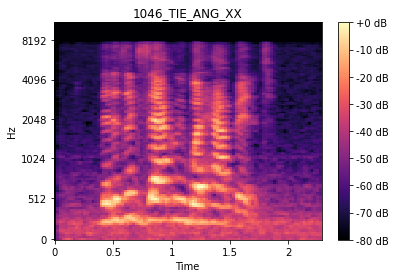 1046_TIE_ANG_XX
+0 dB
8192
-10 dB
4096
-20 dB
-30 dB
2048
Hz
-40 dB
1024
-50 dB
512
-60 dB
-70 dB
0
-80 dB
0 0.5 1 1.5 2
Time